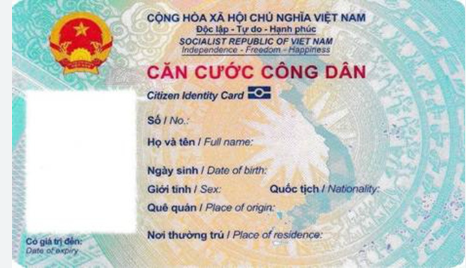 CỘNG HÒA XÃ HỘI CHỦ NGHĨA VIỆT NAM
Độc lập - Tự do - Hạnh phúc
SOCIALIST REPUBLIC OF VIET NAM
Independence - Freedom - Happiness
CĂN CƯỚC CÔNG DÂN
Citizen Identity Card
Số / No.:
Họ và tên / Full name:
Ngày sinh / Date of birth:
Giới tính / Sex: Quốc tịch / Nationality:
Quê quán / Place of origin:
Nơi thường trú / Place of residence:
Có giá trị đến:
Date of expiry